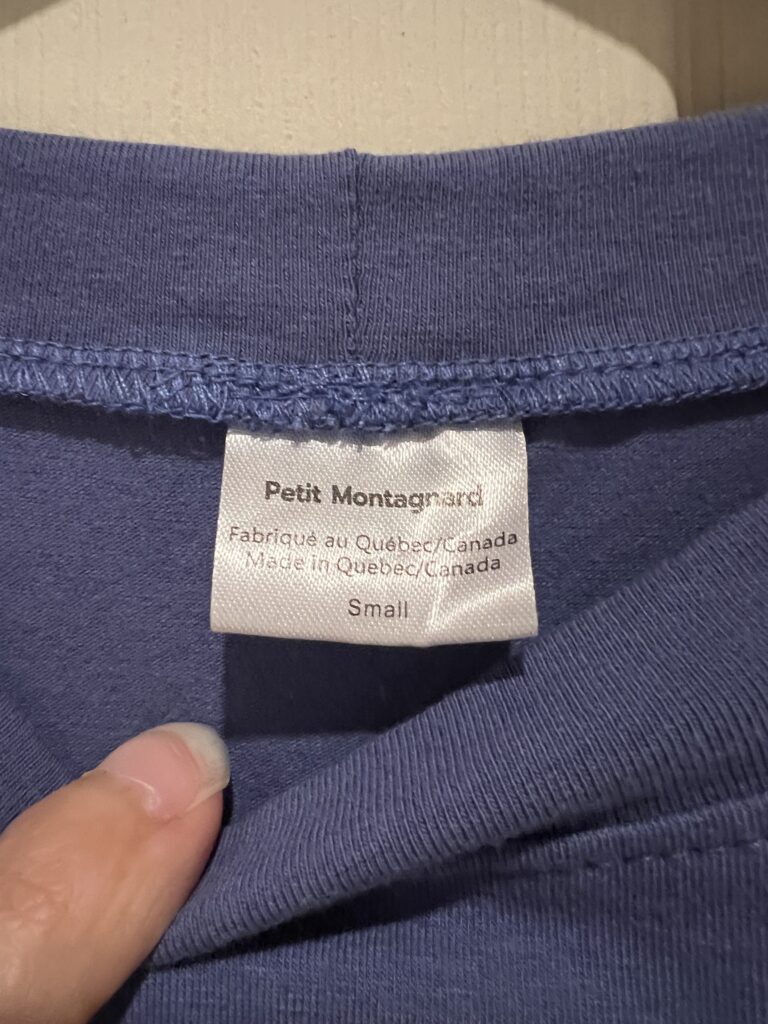 Petit Montagnard
Fabriqué au Québec/Canada
Made in Quebec/Canada
Small